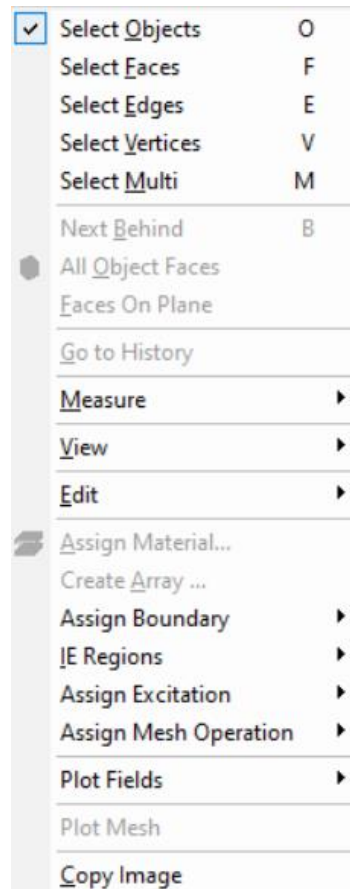 Select Objects O
Select Faces F
Select Edges E
Select Vertices V
Select Multi M
Next Behind B
All Object Faces
Faces On Plane
Go to History
Measure
View
Edit
Assign Material...
Create Array ...
Assign Boundary
IE Regions
Assign Excitation
Assign Mesh Operation
Plot Fields
Plot Mesh
Copy Image